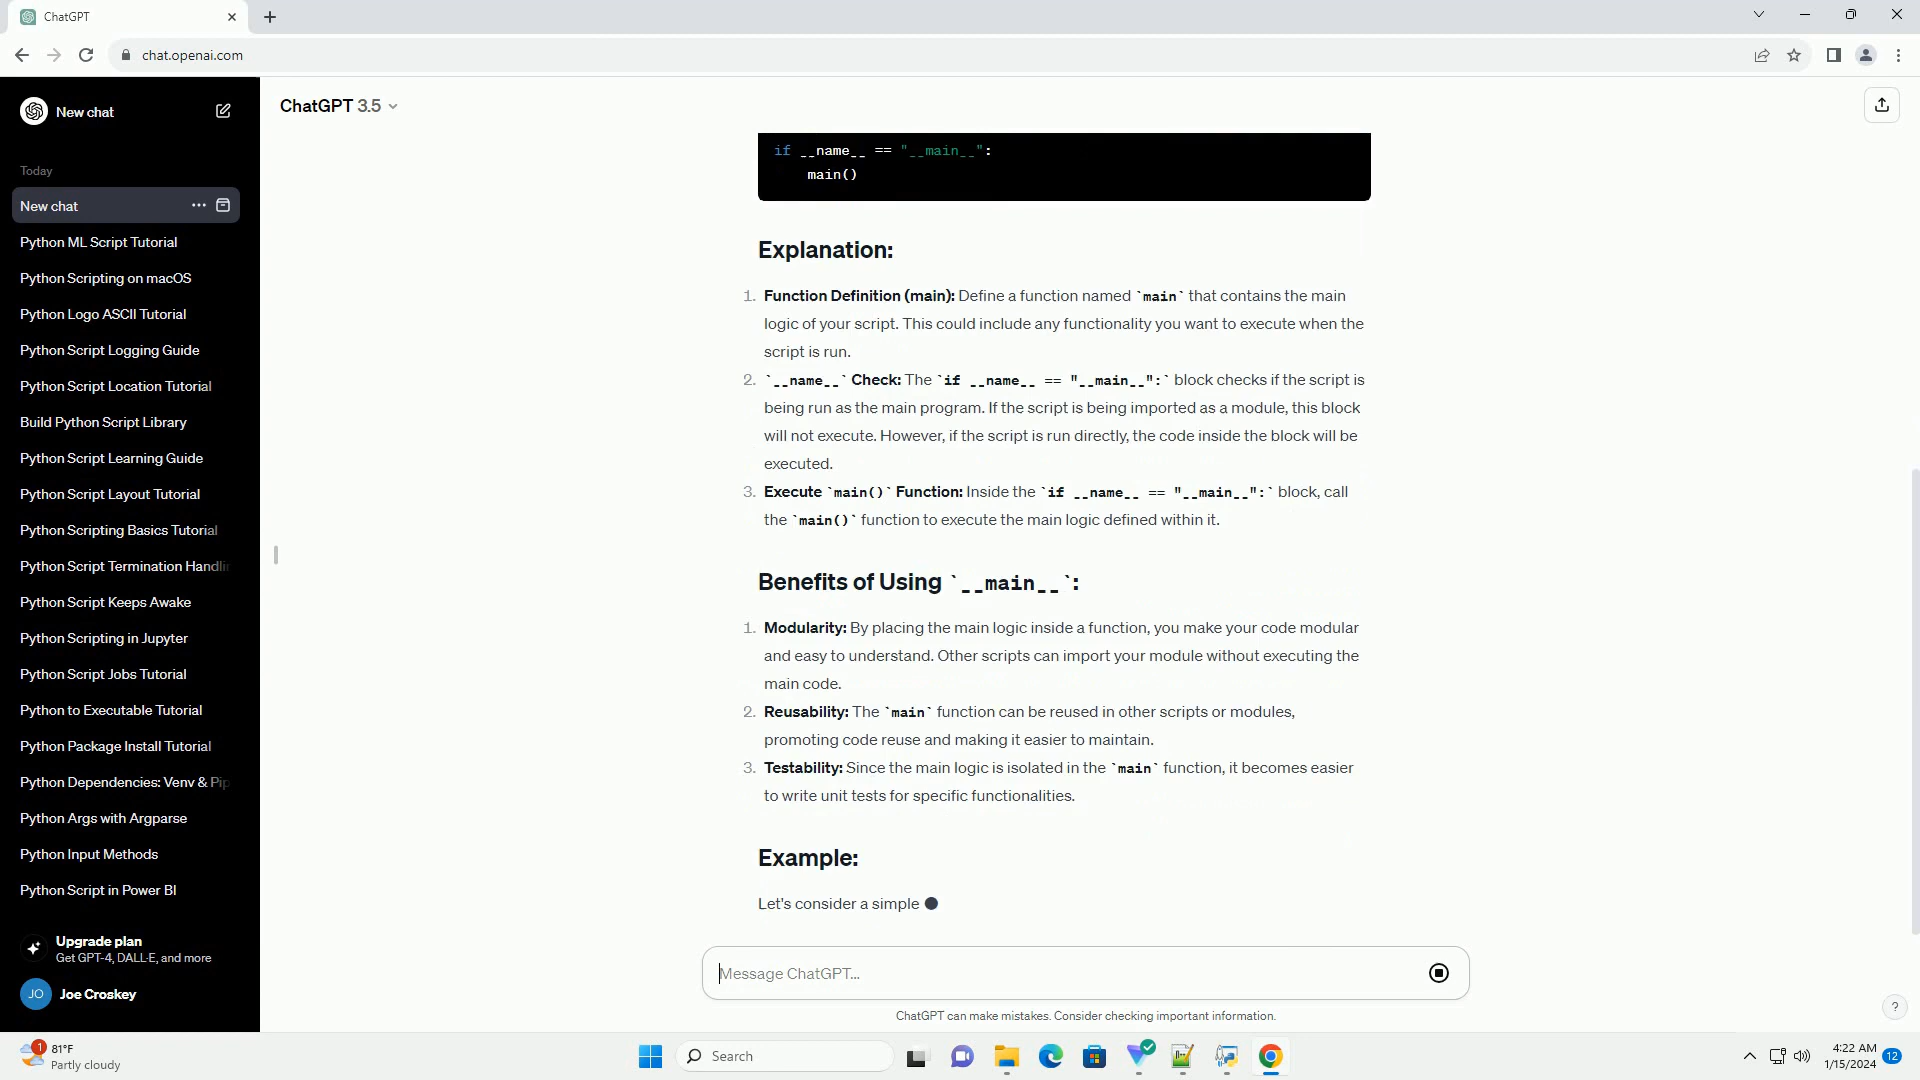 ChatGPT
chat.openai.com
New chat
Today
New chat
Python ML Script Tutorial
Python Scripting on macOS
Python Logo ASCII Tutorial
Python Script Logging Guide
Python Script Location Tutorial
Build Python Script Library
Python Script Learning Guide
Python Script Layout Tutorial
Python Scripting Basics Tutorial
Python Script Termination Handli
Python Script Keeps Awake
Python Scripting in Jupyter
Python Script Jobs Tutorial
Python to Executable Tutorial
Python Package Install Tutorial
Python Dependencies: Venv & Pip
Python Args with Argparse
Python Input Methods
Python Script in Power BI
Upgrade plan
Get GPT-4, DALL·E, and more
JO Joe Croskey
ChatGPT 3.5
if __name__ == "__main__":
main()
Explanation:
1. Function Definition (main): Define a function named `main` that contains the main
logic of your script. This could include any functionality you want to execute when the
script is run.
2. `__name__` Check: The `if __name__ == "__main__":` block checks if the script is
being run as the main program. If the script is being imported as a module, this block
will not execute. However, if the script is run directly, the code inside the block will be
executed.
3. Execute `main()` Function: Inside the `if __name__ == "__main__":` block, call
the `main()` function to execute the main logic defined within it.
Benefits of Using `__main__`:
1. Modularity: By placing the main logic inside a function, you make your code modular
and easy to understand. Other scripts can import your module without executing the
main code.
2. Reusability: The `main` function can be reused in other scripts or modules,
promoting code reuse and making it easier to maintain.
3. Testability: Since the main logic is isolated in the `main` function, it becomes easier
to write unit tests for specific functionalities.
Example:
Let's consider a simple
Message ChatGPT...
ChatGPT can make mistakes. Consider checking important information.
?
1
81°F
Partly cloudy
Search
4:22 AM
1/15/2024
12